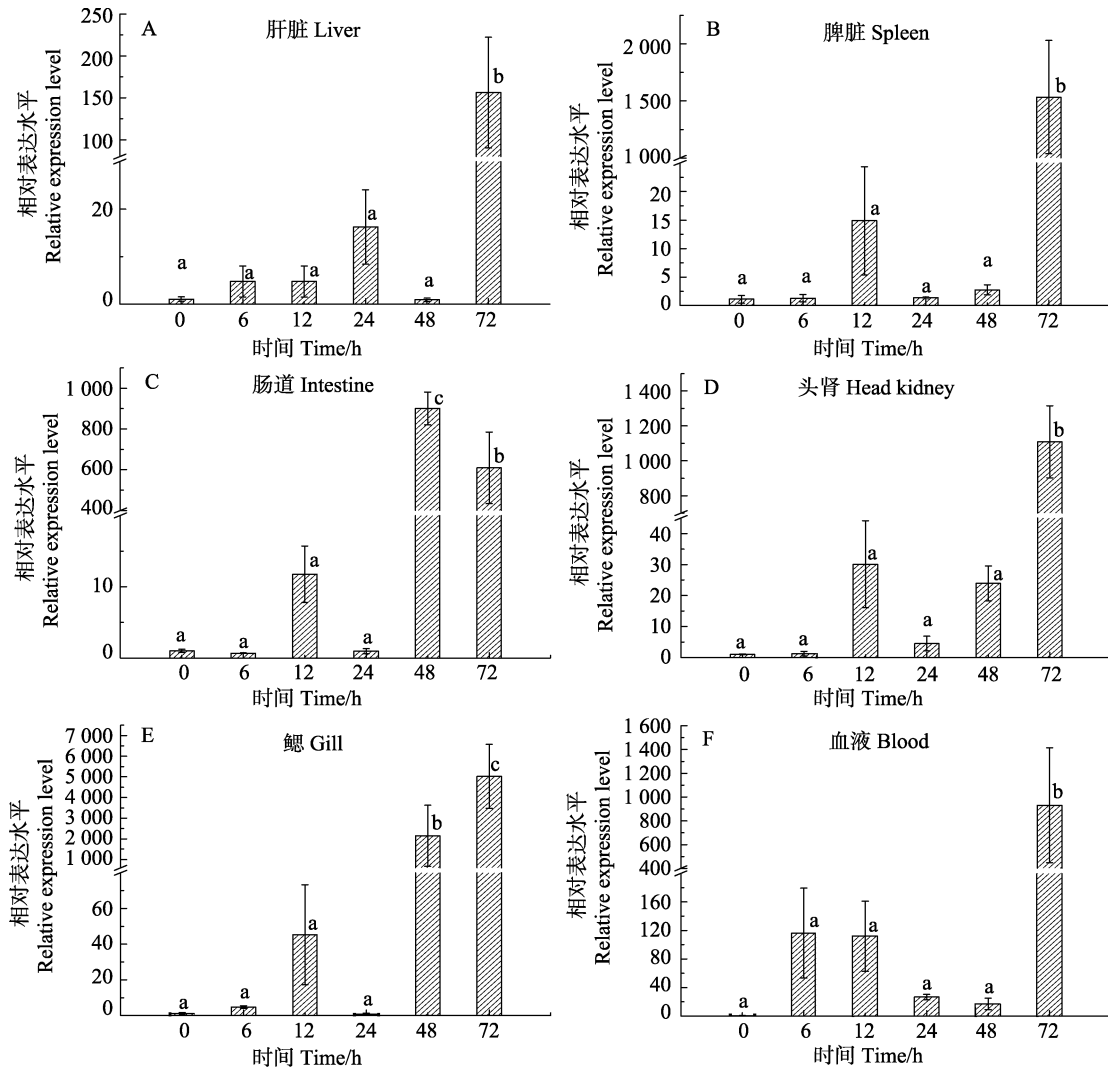 A
肝脏 Liver
相对表达水平
Relative expression level
250
200
150
100
20
0
a
a
a
a
a
b
0 6 12 24 48 72
时间 Time/h
B
脾脏 Spleen
相对表达水平
Relative expression level
2 000
1 500
1 000
20
15
10
5
0
a
a
a
a
a
b
0 6 12 24 48 72
时间 Time/h
C
肠道 Intestine
相对表达水平
Relative expression level
1 000
800
600
400
10
0
a
a
a
a
c
b
0 6 12 24 48 72
时间 Time/h
D
头肾 Head kidney
相对表达水平
Relative expression level
1 400
1 200
1 000
800
40
30
20
10
0
a
a
a
a
a
b
0 6 12 24 48 72
时间 Time/h
E
鳃 Gill
相对表达水平
Relative expression level
7 000
6 000
5 000
4 000
3 000
2 000
1 000
60
40
20
0
a
a
a
a
b
c
0 6 12 24 48 72
时间 Time/h
F
血液 Blood
相对表达水平
Relative expression level
1 600
1 400
1 200
1 000
800
600
400
160
120
80
40
0
a
a
a
a
a
b
0 6 12 24 48 72
时间 Time/h